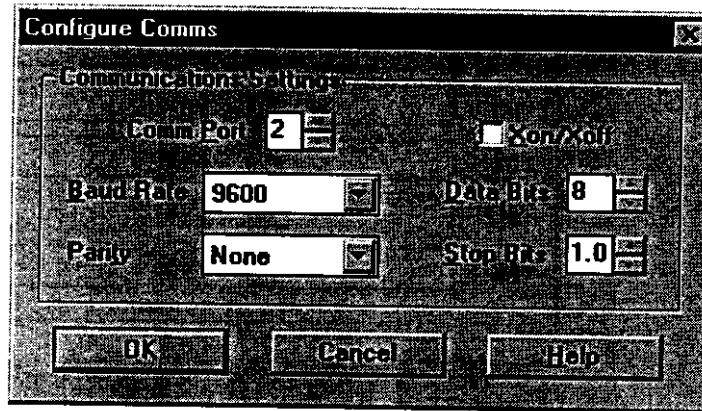 Configure Comms
Communications Settings
Comm Port 2 Xon/Xoff
Baud Rate 9600 Data Bits 8
Parity None Stop Bits 1.0
OK Cancel Help